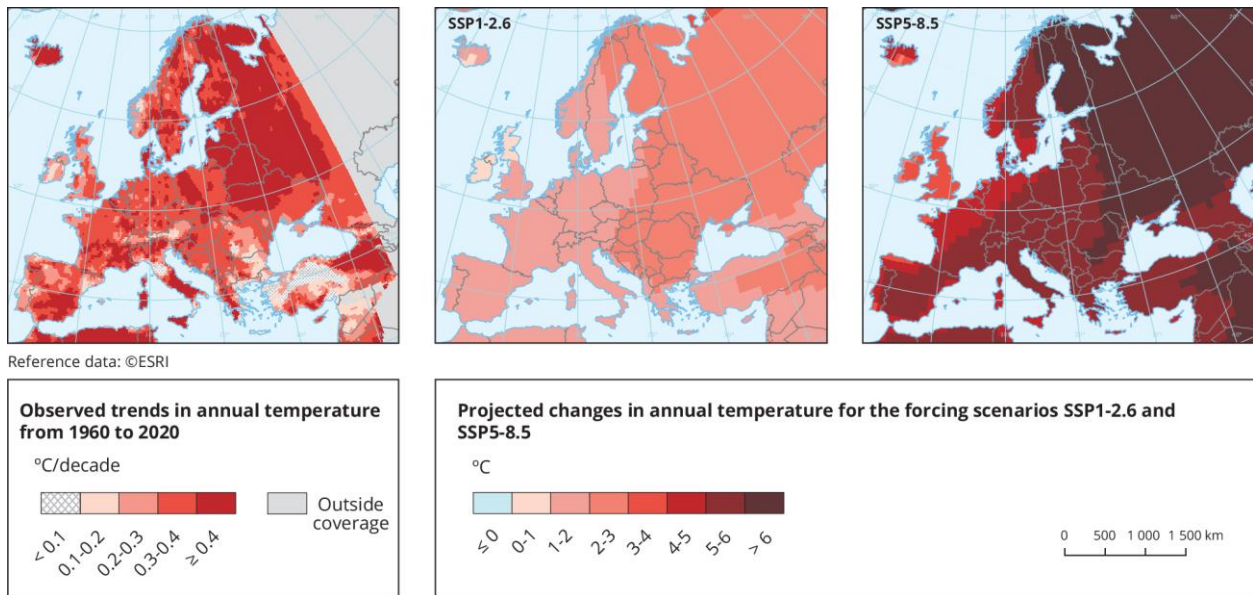 SSP1-2.6
SSP5-8.5
Reference data: ©ESRI
Observed trends in annual temperature
from 1960 to 2020
ºC/decade
< 0.1
0.1-0.2
0.2-0.3
0.3-0.4
≥ 0.4
Outside
coverage
Projected changes in annual temperature for the forcing scenarios SSP1-2.6 and
SSP5-8.5
ºC
≤ 0
0-1
1-2
2-3
3-4
4-5
5-6
> 6
0 500 1 000 1 500 km